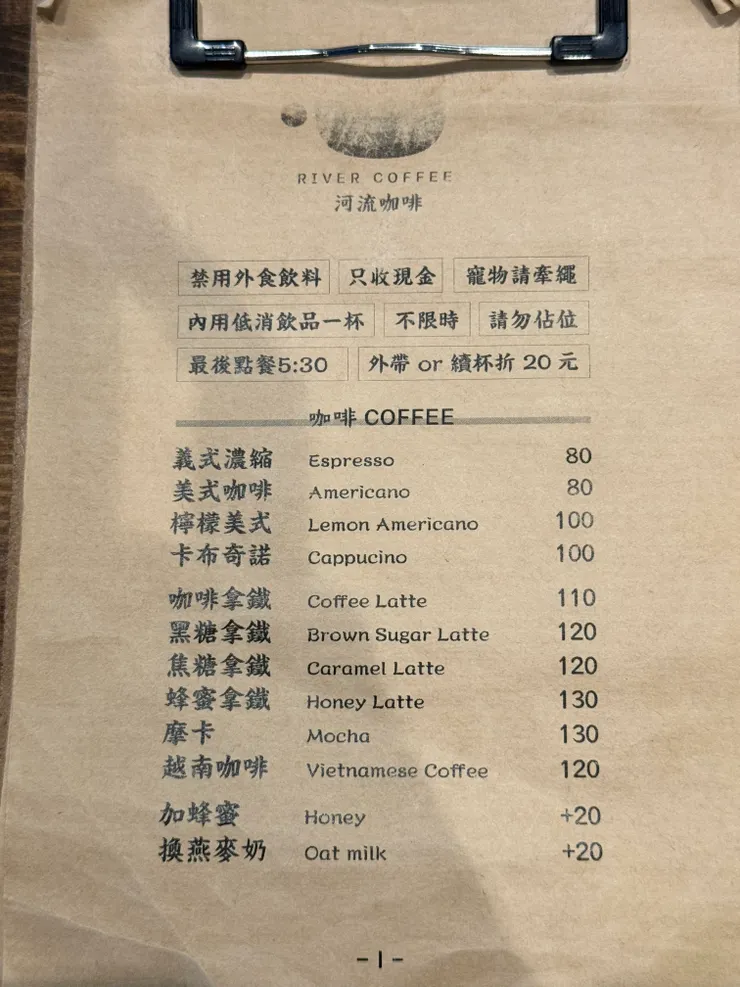 RIVER COFFEE
河流咖啡
禁用外食飲料 只收現金 寵物請牽繩
內用低消飲品一杯 不限時 請勿佔位
最後點餐5:30 外帶 or 續杯折 20 元
咖啡 COFFEE
義式濃縮 Espresso 80
美式咖啡 Americano 80
檸檬美式 Lemon Americano 100
卡布奇諾 Cappucino 100
咖啡拿鐵 Coffee Latte 110
黑糖拿鐵 Brown Sugar Latte 120
焦糖拿鐵 Caramel Latte 120
蜂蜜拿鐵 Honey Latte 130
摩卡 Mocha 130
越南咖啡 Vietnamese Coffee 120
加蜂蜜 Honey +20
換燕麥奶 Oat milk +20
- 1 -